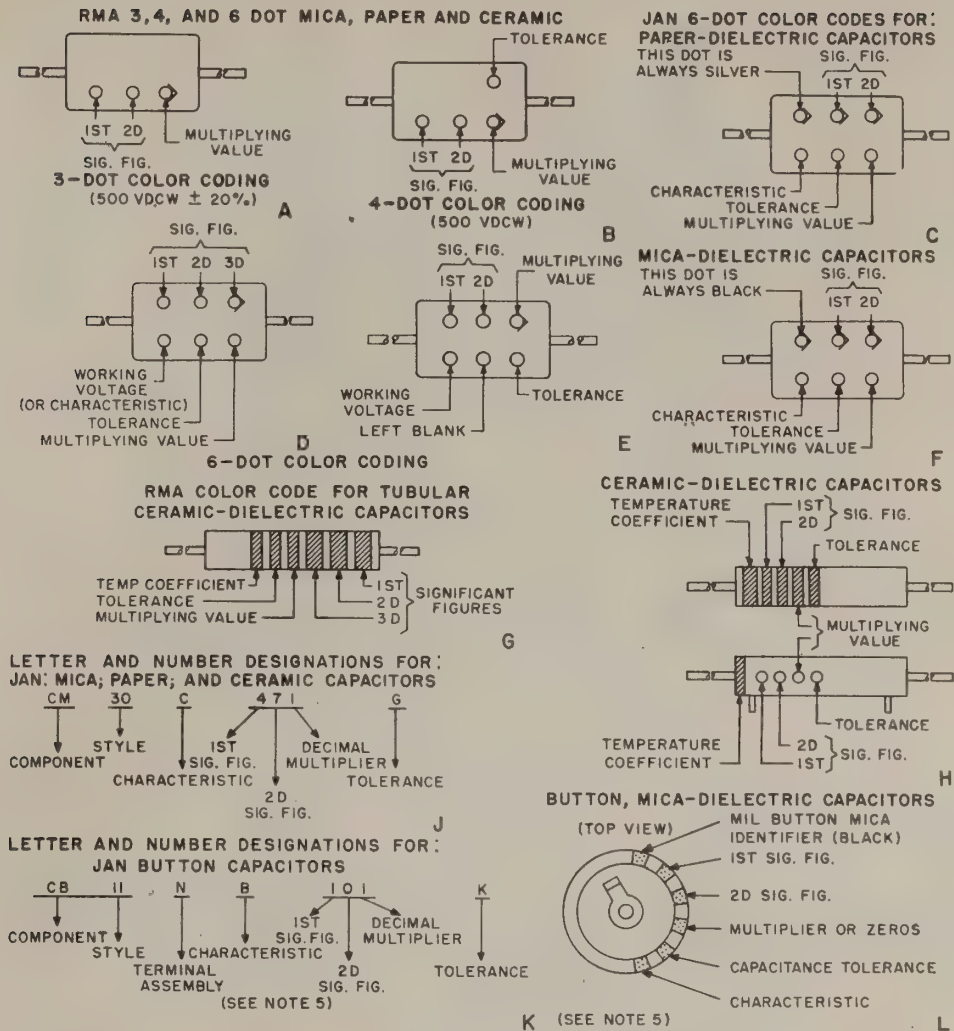 RMA 3, 4, AND 6 DOT MICA, PAPER AND CERAMIC
1ST 2D
SIG. FIG.
MULTIPLYING
VALUE
3-DOT COLOR CODING
(500 VDCW ± 20%)
A
TOLERANCE
1ST 2D
SIG. FIG.
MULTIPLYING
VALUE
4-DOT COLOR CODING
(500 VDCW)
B
JAN 6-DOT COLOR CODES FOR:
PAPER-DIELECTRIC CAPACITORS
THIS DOT IS
ALWAYS SILVER
SIG. FIG.
1ST 2D
CHARACTERISTIC
TOLERANCE
MULTIPLYING VALUE
C
SIG. FIG.
1ST 2D 3D
WORKING
VOLTAGE
(OR CHARACTERISTIC)
TOLERANCE
MULTIPLYING VALUE
D
SIG. FIG.
1ST 2D
MULTIPLYING
VALUE
WORKING
VOLTAGE
LEFT BLANK
TOLERANCE
E
6-DOT COLOR CODING
MICA-DIELECTRIC CAPACITORS
THIS DOT IS
ALWAYS BLACK
SIG. FIG.
1ST 2D
CHARACTERISTIC
TOLERANCE
MULTIPLYING VALUE
F
RMA COLOR CODE FOR TUBULAR
CERAMIC-DIELECTRIC CAPACITORS
TEMP COEFFICIENT
TOLERANCE
MULTIPLYING VALUE
1ST
2D
3D
SIGNIFICANT
FIGURES
G
CERAMIC-DIELECTRIC CAPACITORS
TEMPERATURE
COEFFICIENT
1ST
2D
SIG. FIG.
TOLERANCE
MULTIPLYING
VALUE
TOLERANCE
TEMPERATURE
COEFFICIENT
2D
1ST
SIG. FIG.
H
LETTER AND NUMBER DESIGNATIONS FOR:
JAN: MICA; PAPER; AND CERAMIC CAPACITORS
CM 30 C 471 G
COMPONENT
STYLE
CHARACTERISTIC
1ST
SIG. FIG.
2D
SIG. FIG.
DECIMAL
MULTIPLIER
TOLERANCE
J
LETTER AND NUMBER DESIGNATIONS FOR:
JAN BUTTON CAPACITORS
CB 11 N B 101 K
COMPONENT
STYLE
TERMINAL
ASSEMBLY
CHARACTERISTIC
1ST
SIG. FIG.
2D
SIG. FIG.
DECIMAL
MULTIPLIER
TOLERANCE
(SEE NOTE 5)
K
BUTTON, MICA-DIELECTRIC CAPACITORS
(TOP VIEW)
MIL BUTTON MICA
IDENTIFIER (BLACK)
1ST SIG. FIG.
2D SIG. FIG.
MULTIPLIER OR ZEROS
CAPACITANCE TOLERANCE
CHARACTERISTIC
(SEE NOTE 5)
L